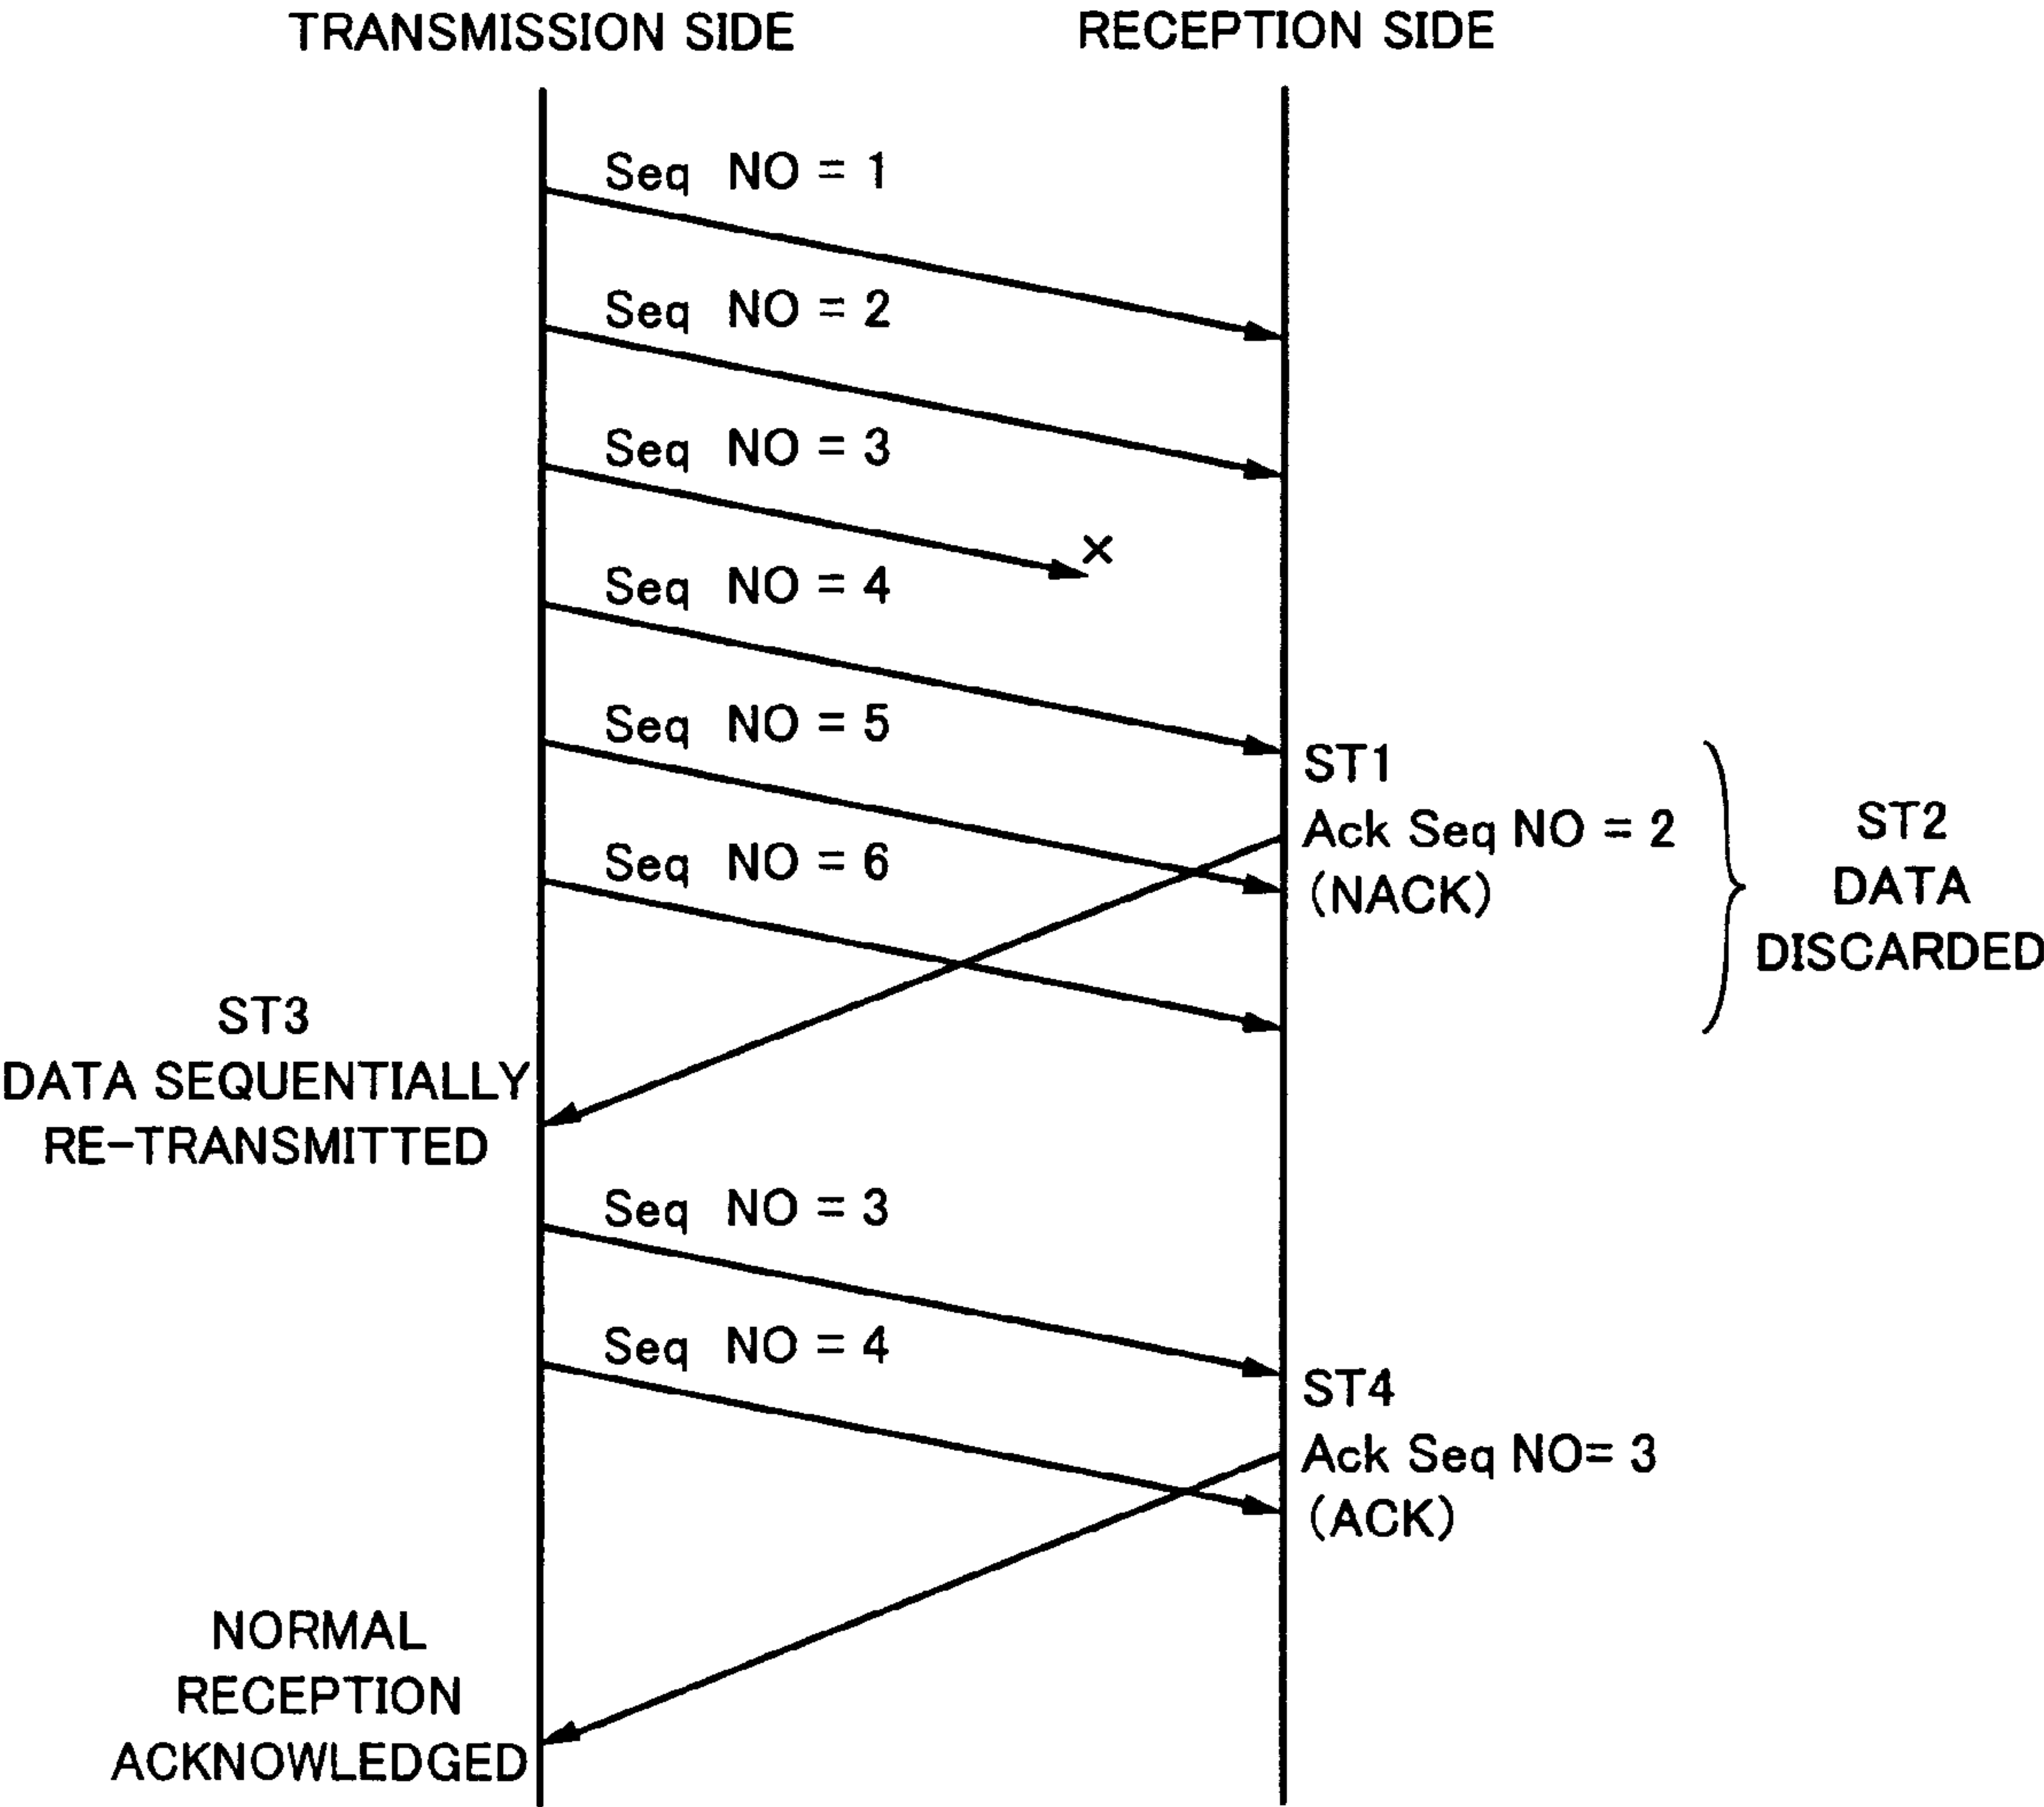 TRANSMISSION SIDE
RECEPTION SIDE
Seq NO = 1
Seq NO = 2
Seq NO = 3
×
Seq NO = 4
Seq NO = 5
ST1
Ack Seq NO = 2
(NACK)
ST2
DATA
DISCARDED
Seq NO = 6
ST3
DATA SEQUENTIALLY
RE-TRANSMITTED
Seq NO = 3
Seq NO = 4
ST4
Ack Seq NO= 3
(ACK)
NORMAL
RECEPTION
ACKNOWLEDGED